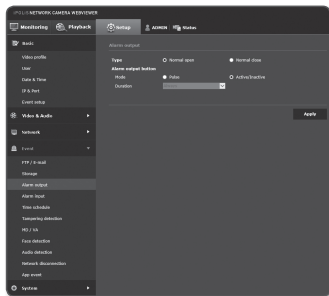 iPOLiS NETWORK CAMERA WEBVIEWER
Monitoring Playback Setup ADMIN Status
Basic
Video profile
User
Date & Time
IP & Port
Event setup
Video & Audio
Network
Event
FTP / E-mail
Storage
Alarm output
Alarm input
Time schedule
Tampering detection
MD / VA
Face detection
Audio detection
Network disconnection
App event
System
Alarm output
Type Normal open Normal close
Alarm output button
Mode Pulse Active/Inactive
Duration
Apply